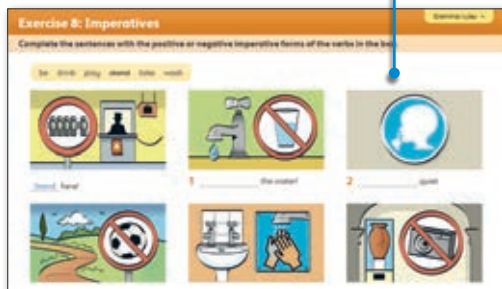 Exercise 8: Imperatives
Grammar rules
Complete the sentences with the positive or negative imperative forms of the verbs in the box.
be drink play stand take wash
Stand here!
1 the water!
2 quiet